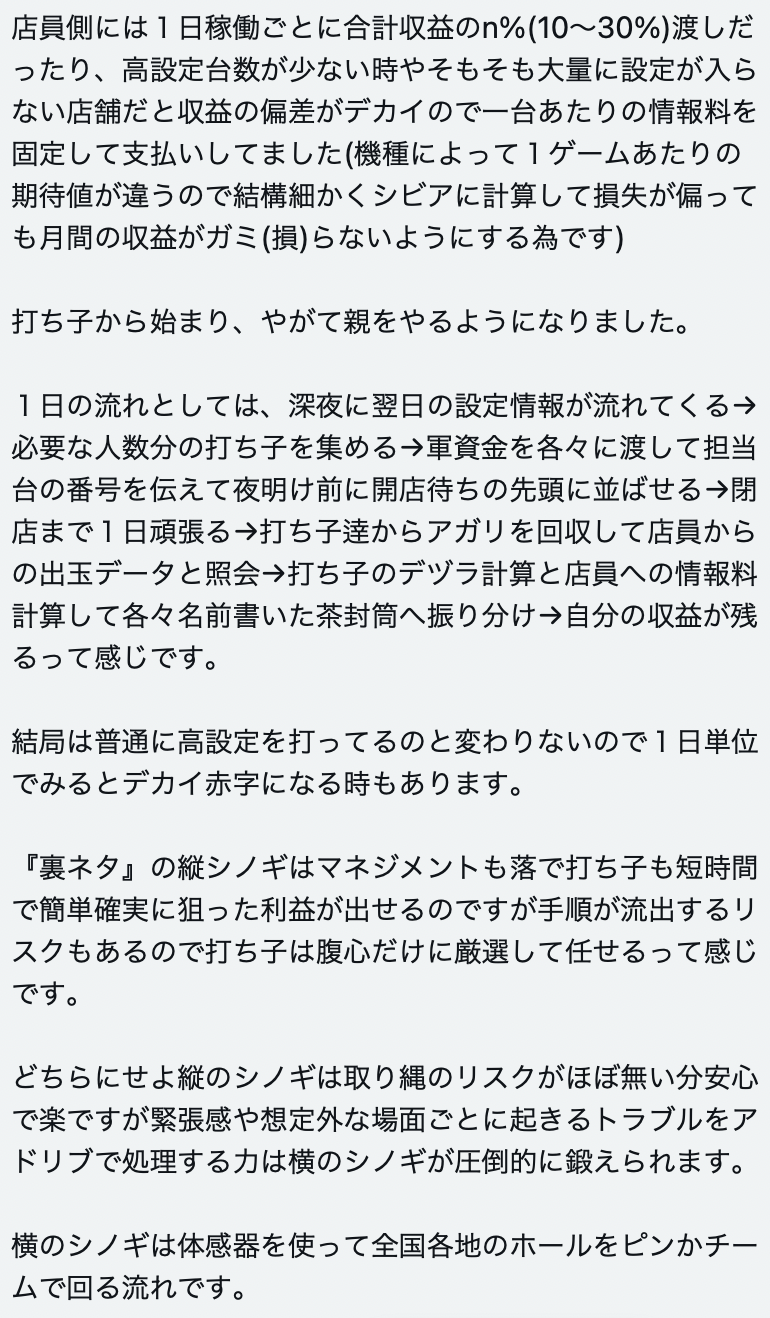 店員側には１日稼働ごとに合計収益のn%(10〜30%)渡しだ
ったり、高設定台数が少ない時やそもそも大量に設定が入ら
ない店舗だと収益の偏差がデカイので一台あたりの情報料を
固定して支払いしてました(機種によって１ゲームあたりの
期待値が違うので結構細かくシビアに計算して損失が偏って
も月間の収益がガミ(損)らないようにする為です)
打ち子から始まり、やがて親をやるようになりました。
１日の流れとしては、深夜に翌日の設定情報が流れてくる→
必要な人数分の打ち子を集める→軍資金を各々に渡して担当
台の番号を伝えて夜明け前に開店待ちの先頭に並ばせる→閉
店まで１日頑張る→打ち子達からアガリを回収して店員から
の出玉データと照会→打ち子のデヅラ計算と店員への情報料
計算して各々名前書いた茶封筒へ振り分け→自分の収益が残
るって感じです。
結局は普通に高設定を打ってるのと変わりないので１日単位
でみるとデカイ赤字になる時もあります。
『裏ネタ』の縦シノギはマネジメントも落で打ち子も短時間
で簡単確実に狙った利益が出せるのですが手順が流出するリ
スクもあるので打ち子は腹心だけに厳選して任せるって感じ
です。
どちらにせよ縦のシノギは取り縄のリスクがほぼ無い分安心
で楽ですが緊張感や想定外な場面ごとに起きるトラブルをア
ドリブで処理する力は横のシノギが圧倒的に鍛えられます。
横のシノギは体感器を使って全国各地のホールをピンかチー
ムで回る流れです。